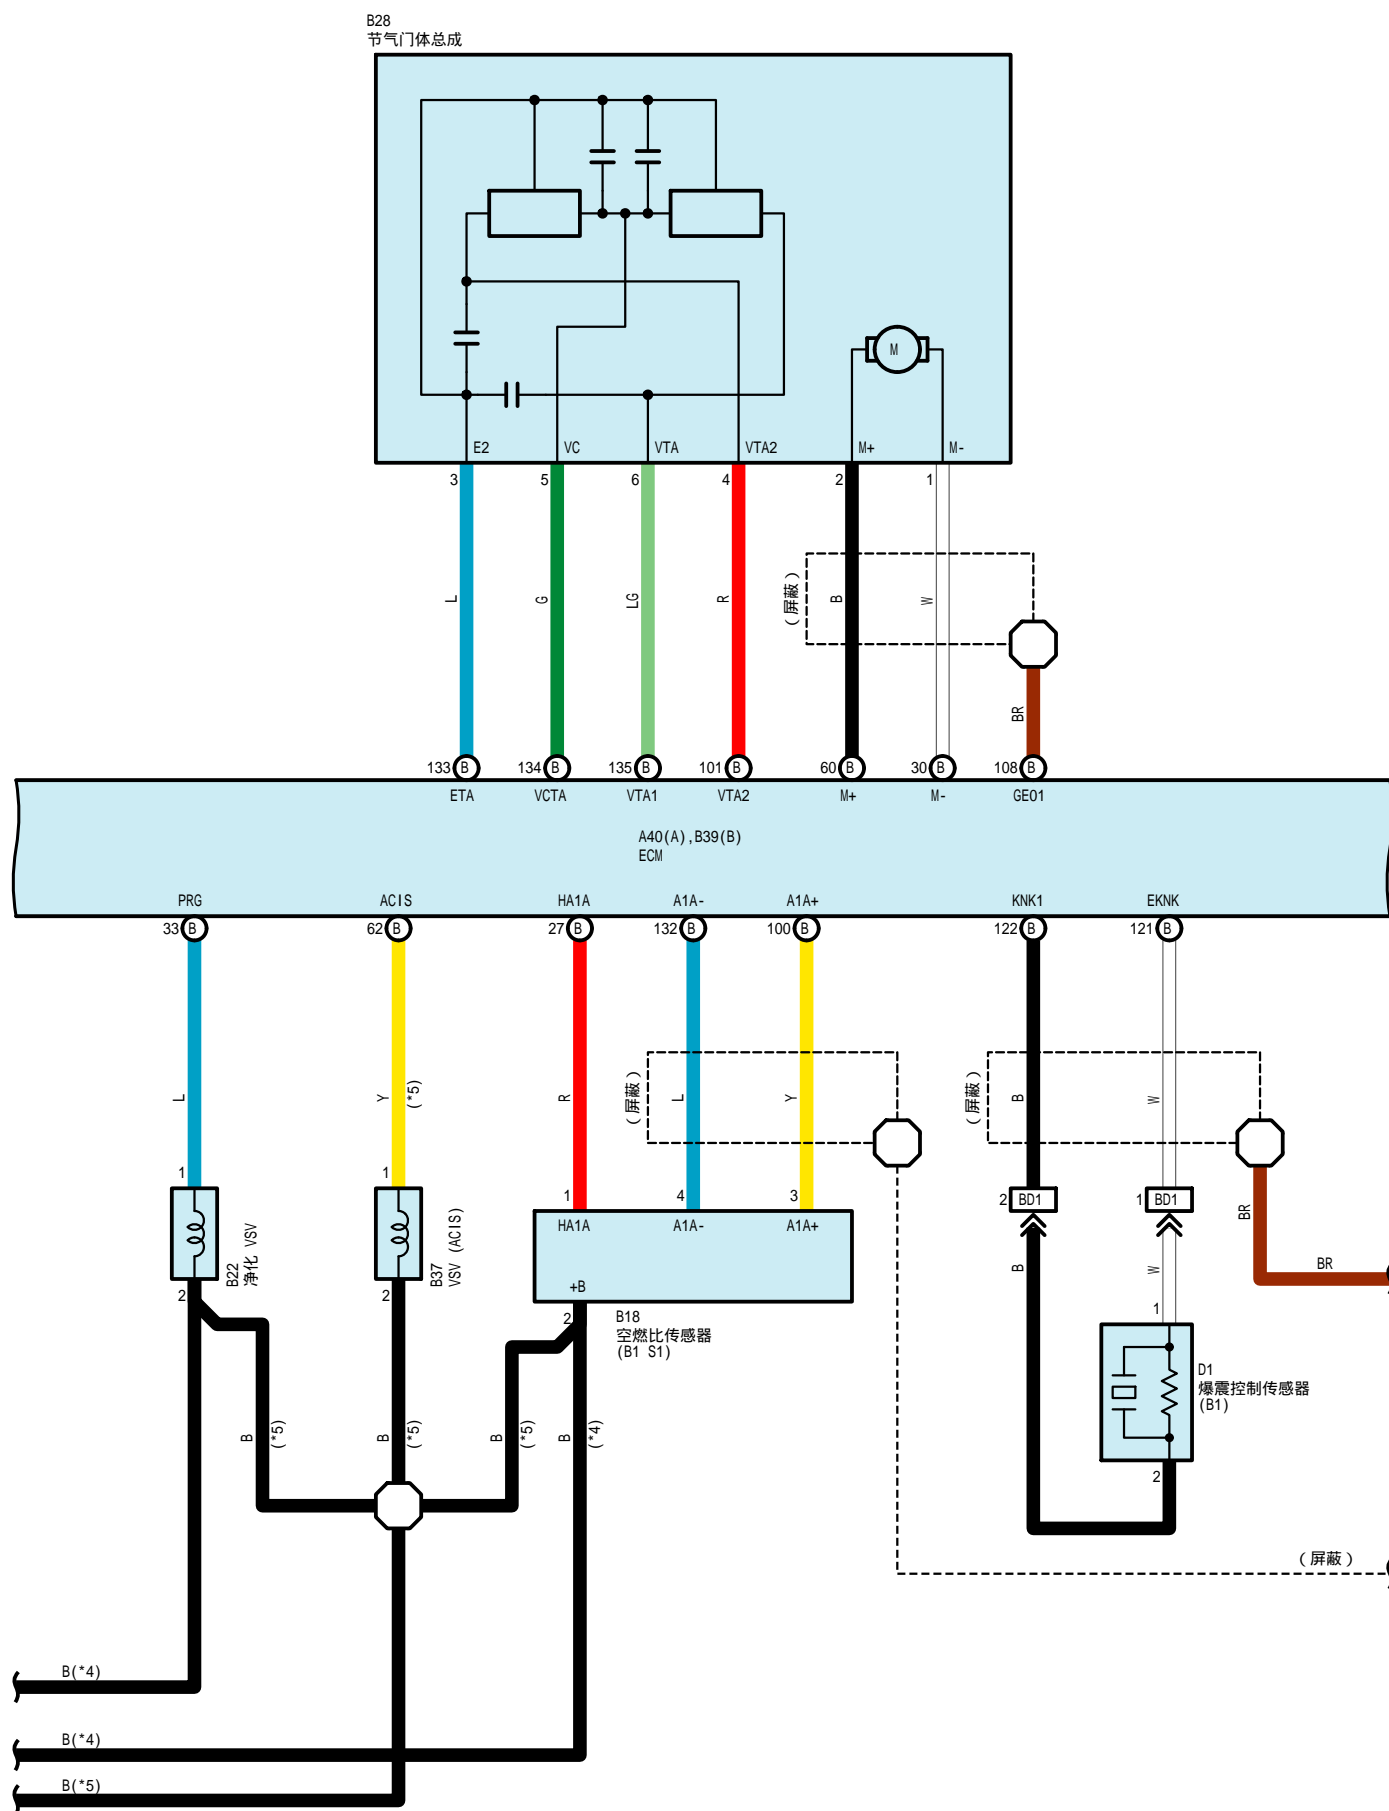 B28
节气门体总成
M
E2 VC VTA VTA2 M+ M-
3 5 6 4 2 1
(屏蔽)
L G LG R B W
BR
133 B 134 B 135 B 101 B 60 B 30 B 108 B
ETA VCTA VTA1 VTA2 M+ M- GE01
A40(A),B39(B)
ECM
PRG ACIS HA1A A1A- A1A+ KNK1 EKNK
33 B 62 B 27 B 132 B 100 B 122 B 121 B
L Y (*5) R (屏蔽) L Y (屏蔽) B W
1 1 1 4 3 2 BD1 1 BD1
HA1A A1A- A1A+
BR
B22
净化 VSV
B37
VSV (ACIS)
B W
BR
+B
2 2 2 1
B18
空燃比传感器
(B1 S1)
D1
爆震控制传感器
(B1)
B (*5) B (*5) B (*5) B (*4)
2
(屏蔽)
B(*4)
B(*4)
B(*5)